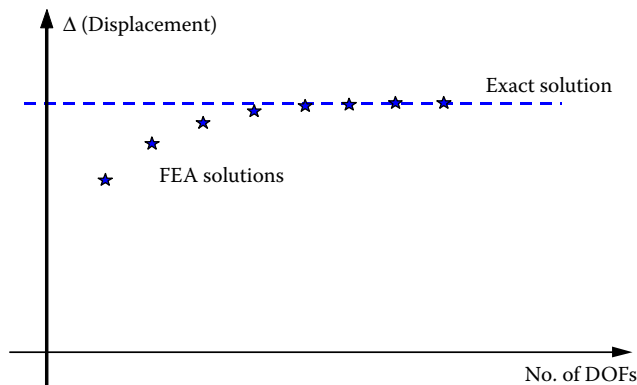 Δ (Displacement)
Exact solution
FEA solutions
No. of DOFs